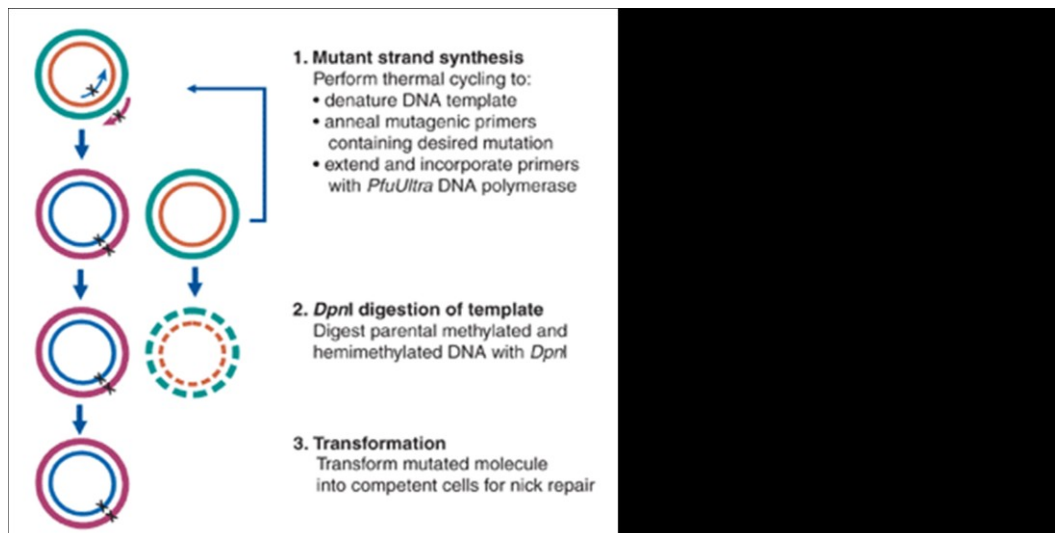 1. Mutant strand synthesis
Perform thermal cycling to:
• denature DNA template
• anneal mutagenic primers
containing desired mutation
• extend and incorporate primers
with PfuUltra DNA polymerase
2. DpnI digestion of template
Digest parental methylated and
hemimethylated DNA with DpnI
3. Transformation
Transform mutated molecule
into competent cells for nick repair